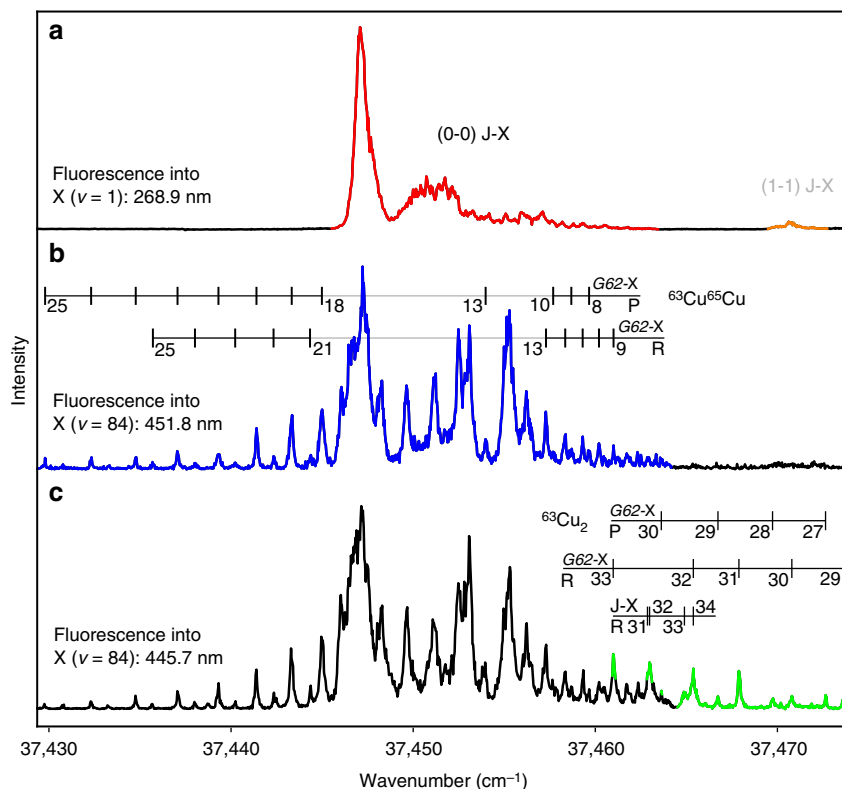 a
(0-0) J-X
Fluorescence into
X (v = 1): 268.9 nm
(1-1) J-X
b
25 18 13 10 8 G62-X P
63Cu65Cu
25 21 13 9 G62-X R
Intensity
Fluorescence into
X (v = 84): 451.8 nm
c
63Cu2
G62-X
P 30 29 28 27
G62-X
R 33 32 31 30 29
J-X 32 34
R 31 33
Fluorescence into
X (v = 84): 445.7 nm
37,430 37,440 37,450 37,460 37,470
Wavenumber (cm⁻¹)